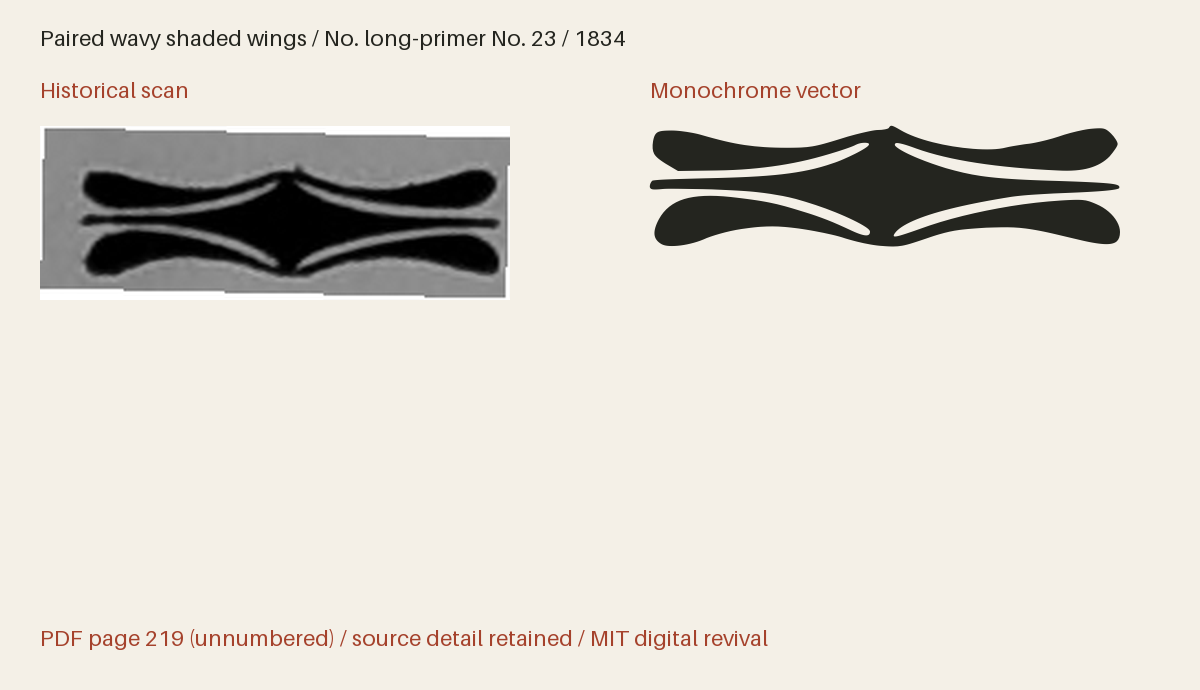 Paired wavy shaded wings / No. long-primer No. 23 / 1834
Historical scan
Monochrome vector
PDF page 219 (unnumbered) / source detail retained / MIT digital revival